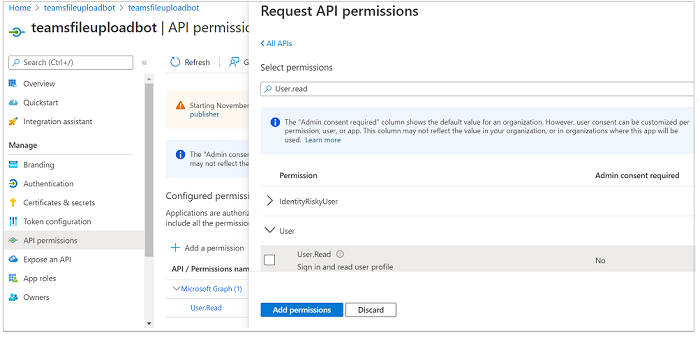 Home > teamsfileuploadbot > teamsfileuploadbot
teamsfileuploadbot | API permissio
Search (Ctrl+/)
«
Overview
Quickstart
Integration assistant
Manage
Branding
Authentication
Certificates & secrets
Token configuration
API permissions
Expose an API
App roles
Owners
Refresh
G
Starting November
publisher
The "Admin consent
may not reflect the
Configured permissi
Applications are authoriz
include all the permission
Add a permission
API / Permissions nam
Microsoft Graph (1)
User.Read
Request API permissions
All APIs
Select permissions
User.read
The "Admin consent required" column shows the default value for an organization. However, user consent can be customized per
permission, user, or app. This column may not reflect the value in your organization, or in organizations where this app will be
used. Learn more
Permission Admin consent required
IdentityRiskyUser
User
User.Read
Sign in and read user profile
No
Add permissions Discard